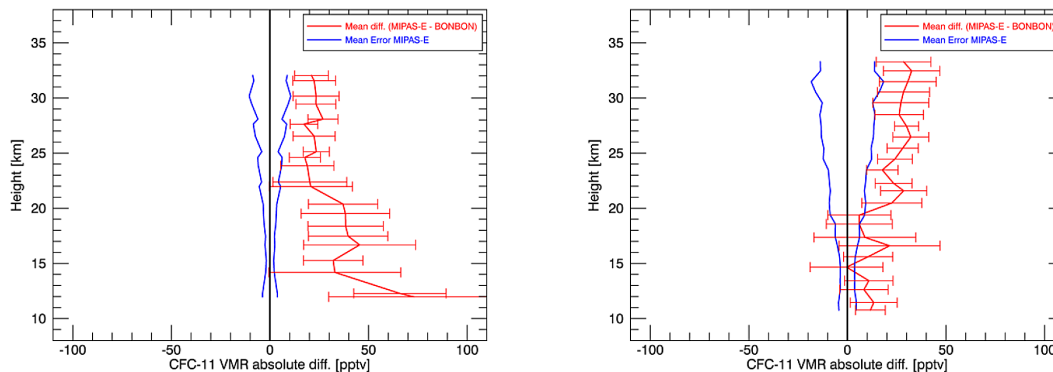 Mean diff. (MIPAS-E - BONBON)
Mean Error MIPAS-E
35
30
25
20
15
10
Height [km]
-100
-50
0
50
100
CFC-11 VMR absolute diff. [pptv]
Mean diff. (MIPAS-E - BONBON)
Mean Error MIPAS-E
35
30
25
20
15
10
Height [km]
-100
-50
0
50
100
CFC-11 VMR absolute diff. [pptv]